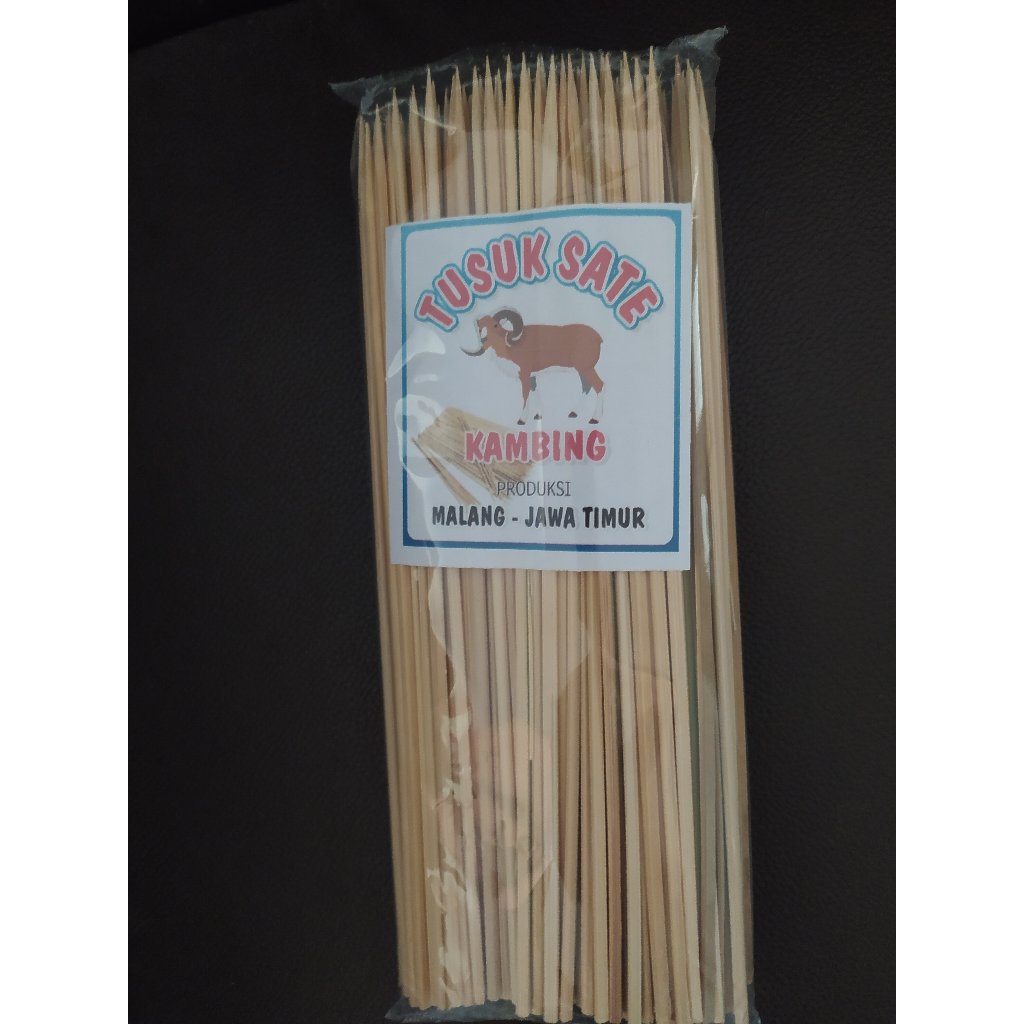 TUSUK SATE
KAMBING
PRODUKSI
MALANG - JAWA TIMUR